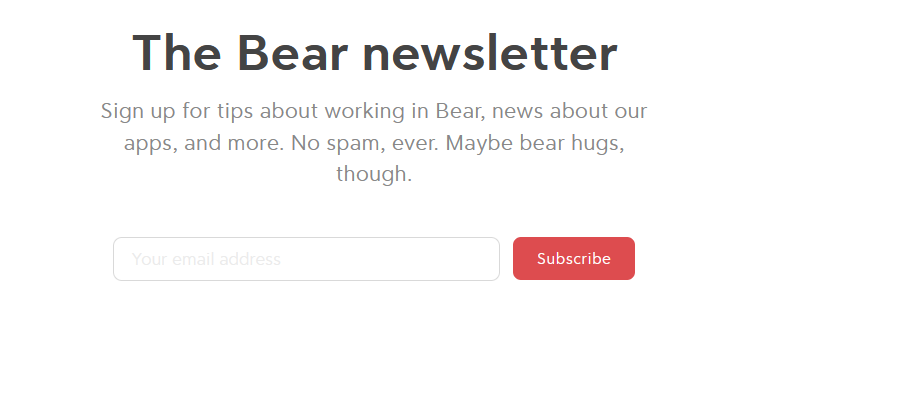 The Bear newsletter
Sign up for tips about working in Bear, news about our
apps, and more. No spam, ever. Maybe bear hugs,
though.
Your email address
Subscribe